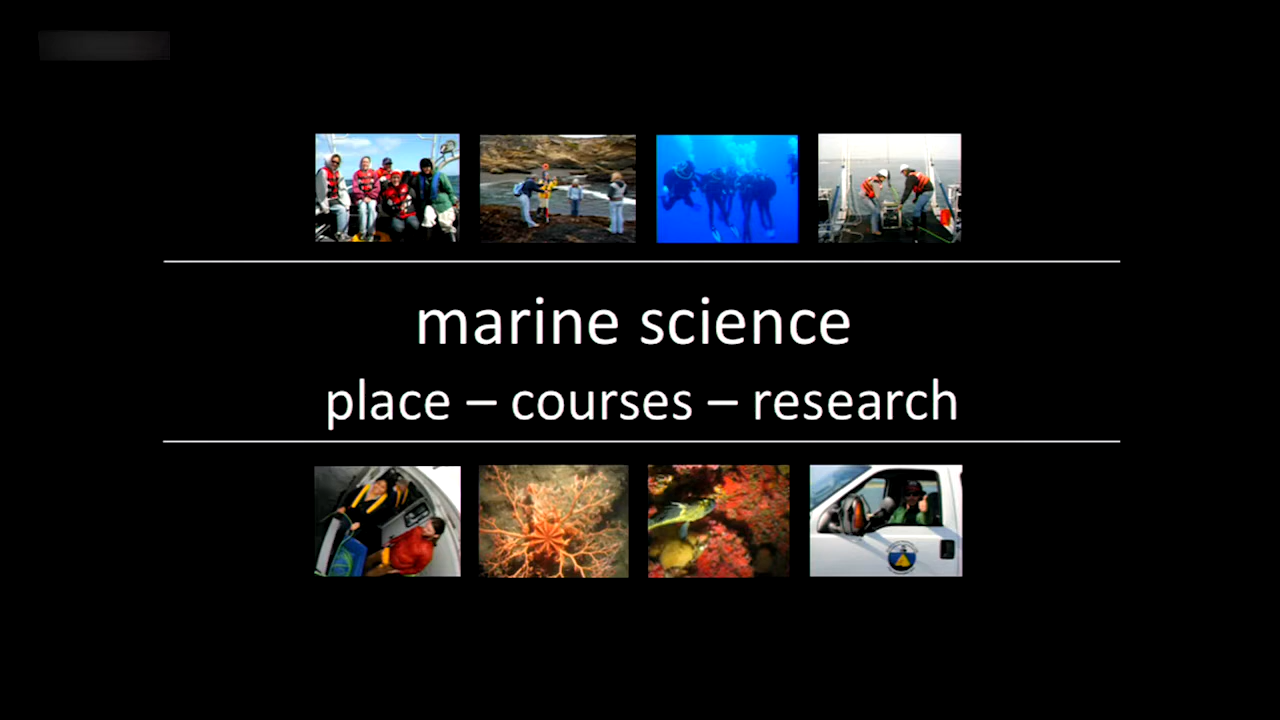 marine science
place – courses – research